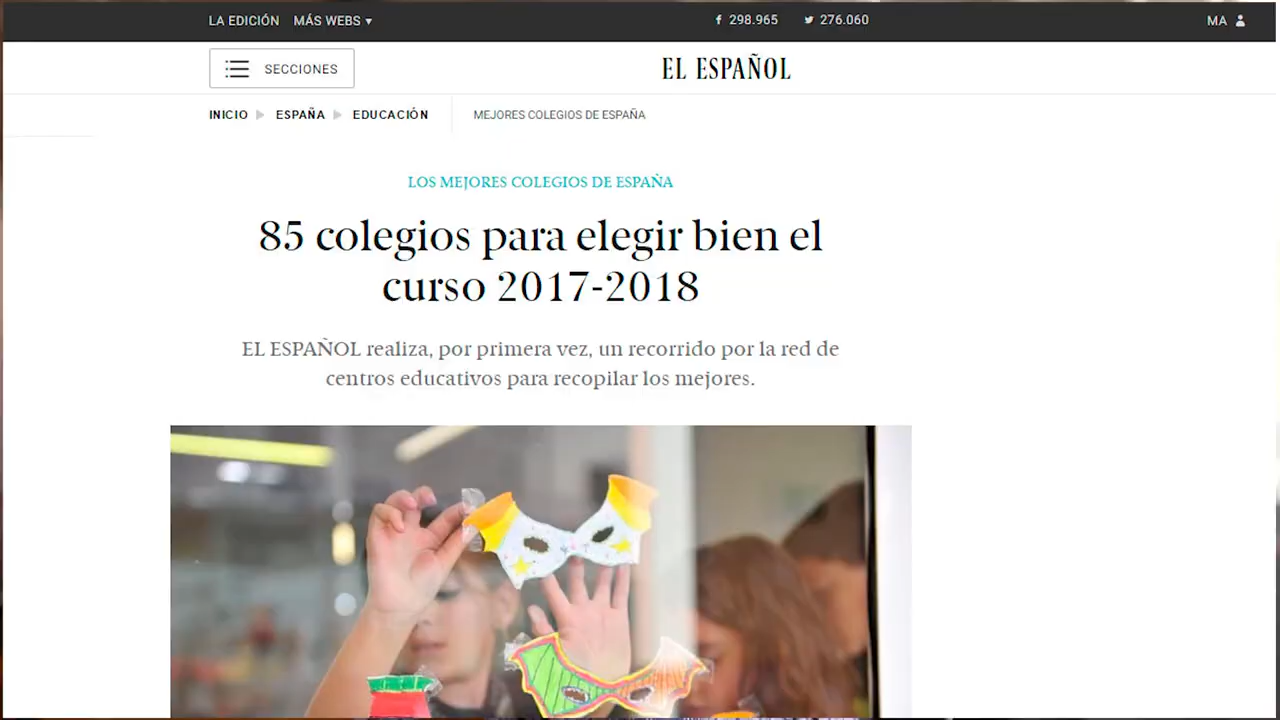 LA EDICIÓN MÁS WEBS 298.965 276.060 MA
SECCIONES EL ESPAÑOL
INICIO ESPAÑA EDUCACIÓN MEJORES COLEGIOS DE ESPAÑA
LOS MEJORES COLEGIOS DE ESPAÑA
85 colegios para elegir bien el
curso 2017-2018
EL ESPAÑOL realiza, por primera vez, un recorrido por la red de
centros educativos para recopilar los mejores.